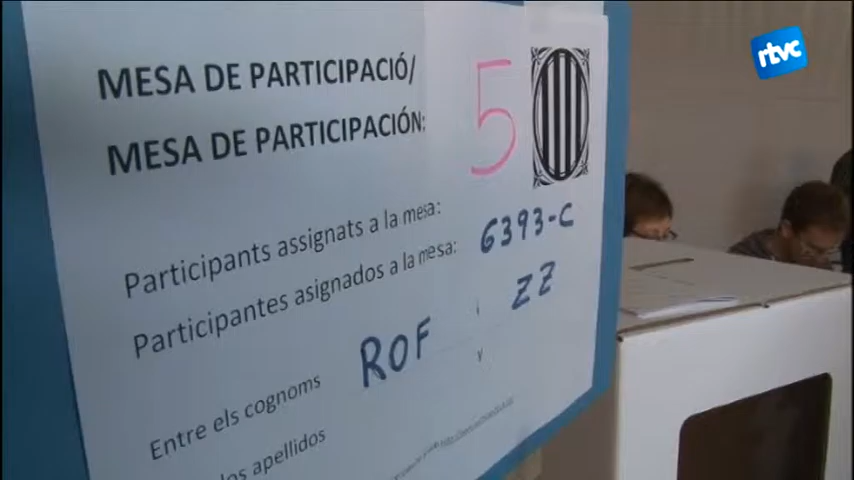 rtvc
MESA DE PARTICIPACIÓ/
MESA DE PARTICIPACIÓN:
5
Participants assignats a la mesa:
Participantes asignados a la mesa:
6393-C
Entre els cognoms ROF i ZZ
los apellidos y